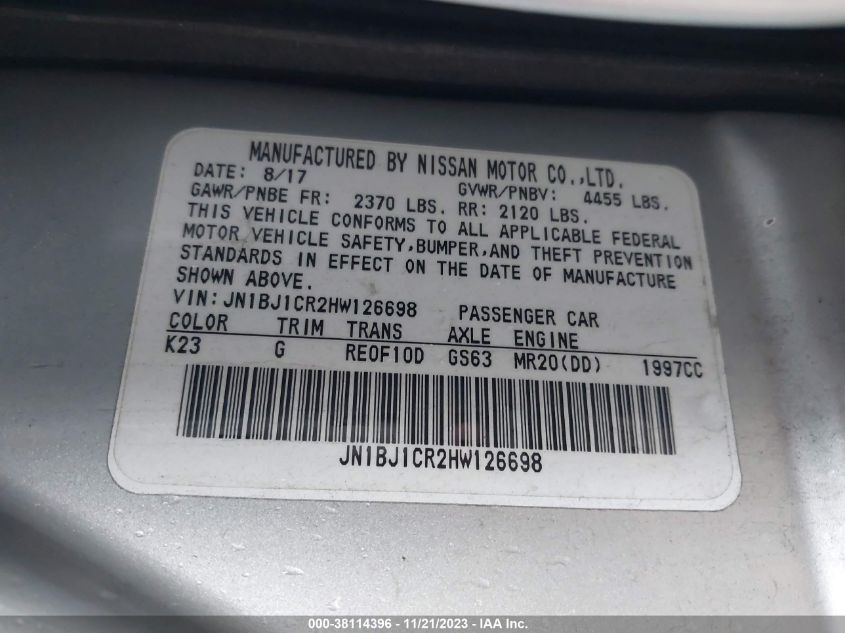 MANUFACTURED BY NISSAN MOTOR CO.,LTD.
DATE: 8/17 GVWR/PNBV: 4455 LBS.
GAWR/PNBE FR: 2370 LBS. RR: 2120 LBS.
THIS VEHICLE CONFORMS TO ALL APPLICABLE FEDERAL
MOTOR VEHICLE SAFETY,BUMPER,AND THEFT PREVENTION
STANDARDS IN EFFECT ON THE DATE OF MANUFACTURE
SHOWN ABOVE.
VIN:JN1BJ1CR2HW126698 PASSENGER CAR
COLOR TRIM TRANS AXLE ENGINE
K23 G RE0F10D GS63 MR20(DD) 1997CC
JN1BJ1CR2HW126698
000-38114396 - 11/21/2023 - IAAI.com